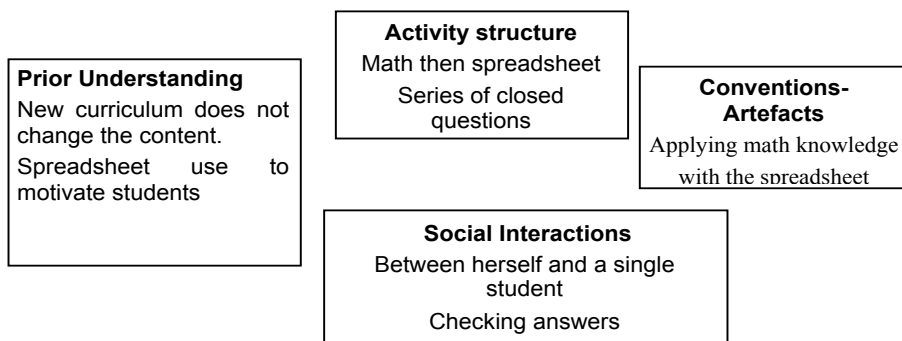 Prior Understanding
New curriculum does not
change the content.
Spreadsheet use to
motivate students
Activity structure
Math then spreadsheet
Series of closed
questions
Conventions-
Artefacts
Applying math knowledge
with the spreadsheet
Social Interactions
Between herself and a single
student
Checking answers